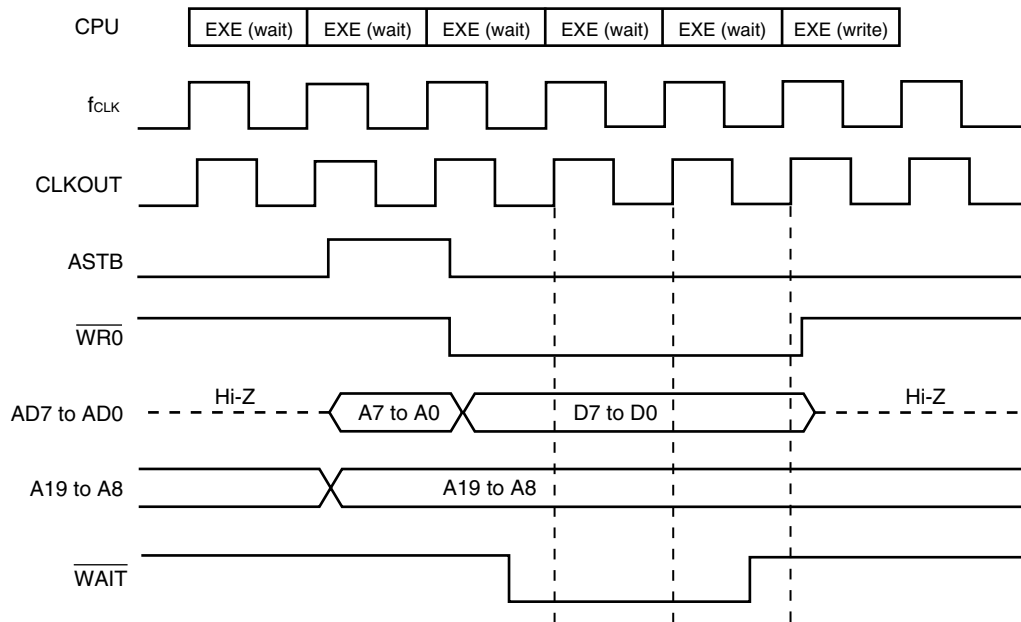 CPU EXE (wait) EXE (wait) EXE (wait) EXE (wait) EXE (wait) EXE (write)
fCLK
CLKOUT
ASTB
WR0
Hi-Z Hi-Z
AD7 to AD0 A7 to A0 D7 to D0
A19 to A8 A19 to A8
WAIT